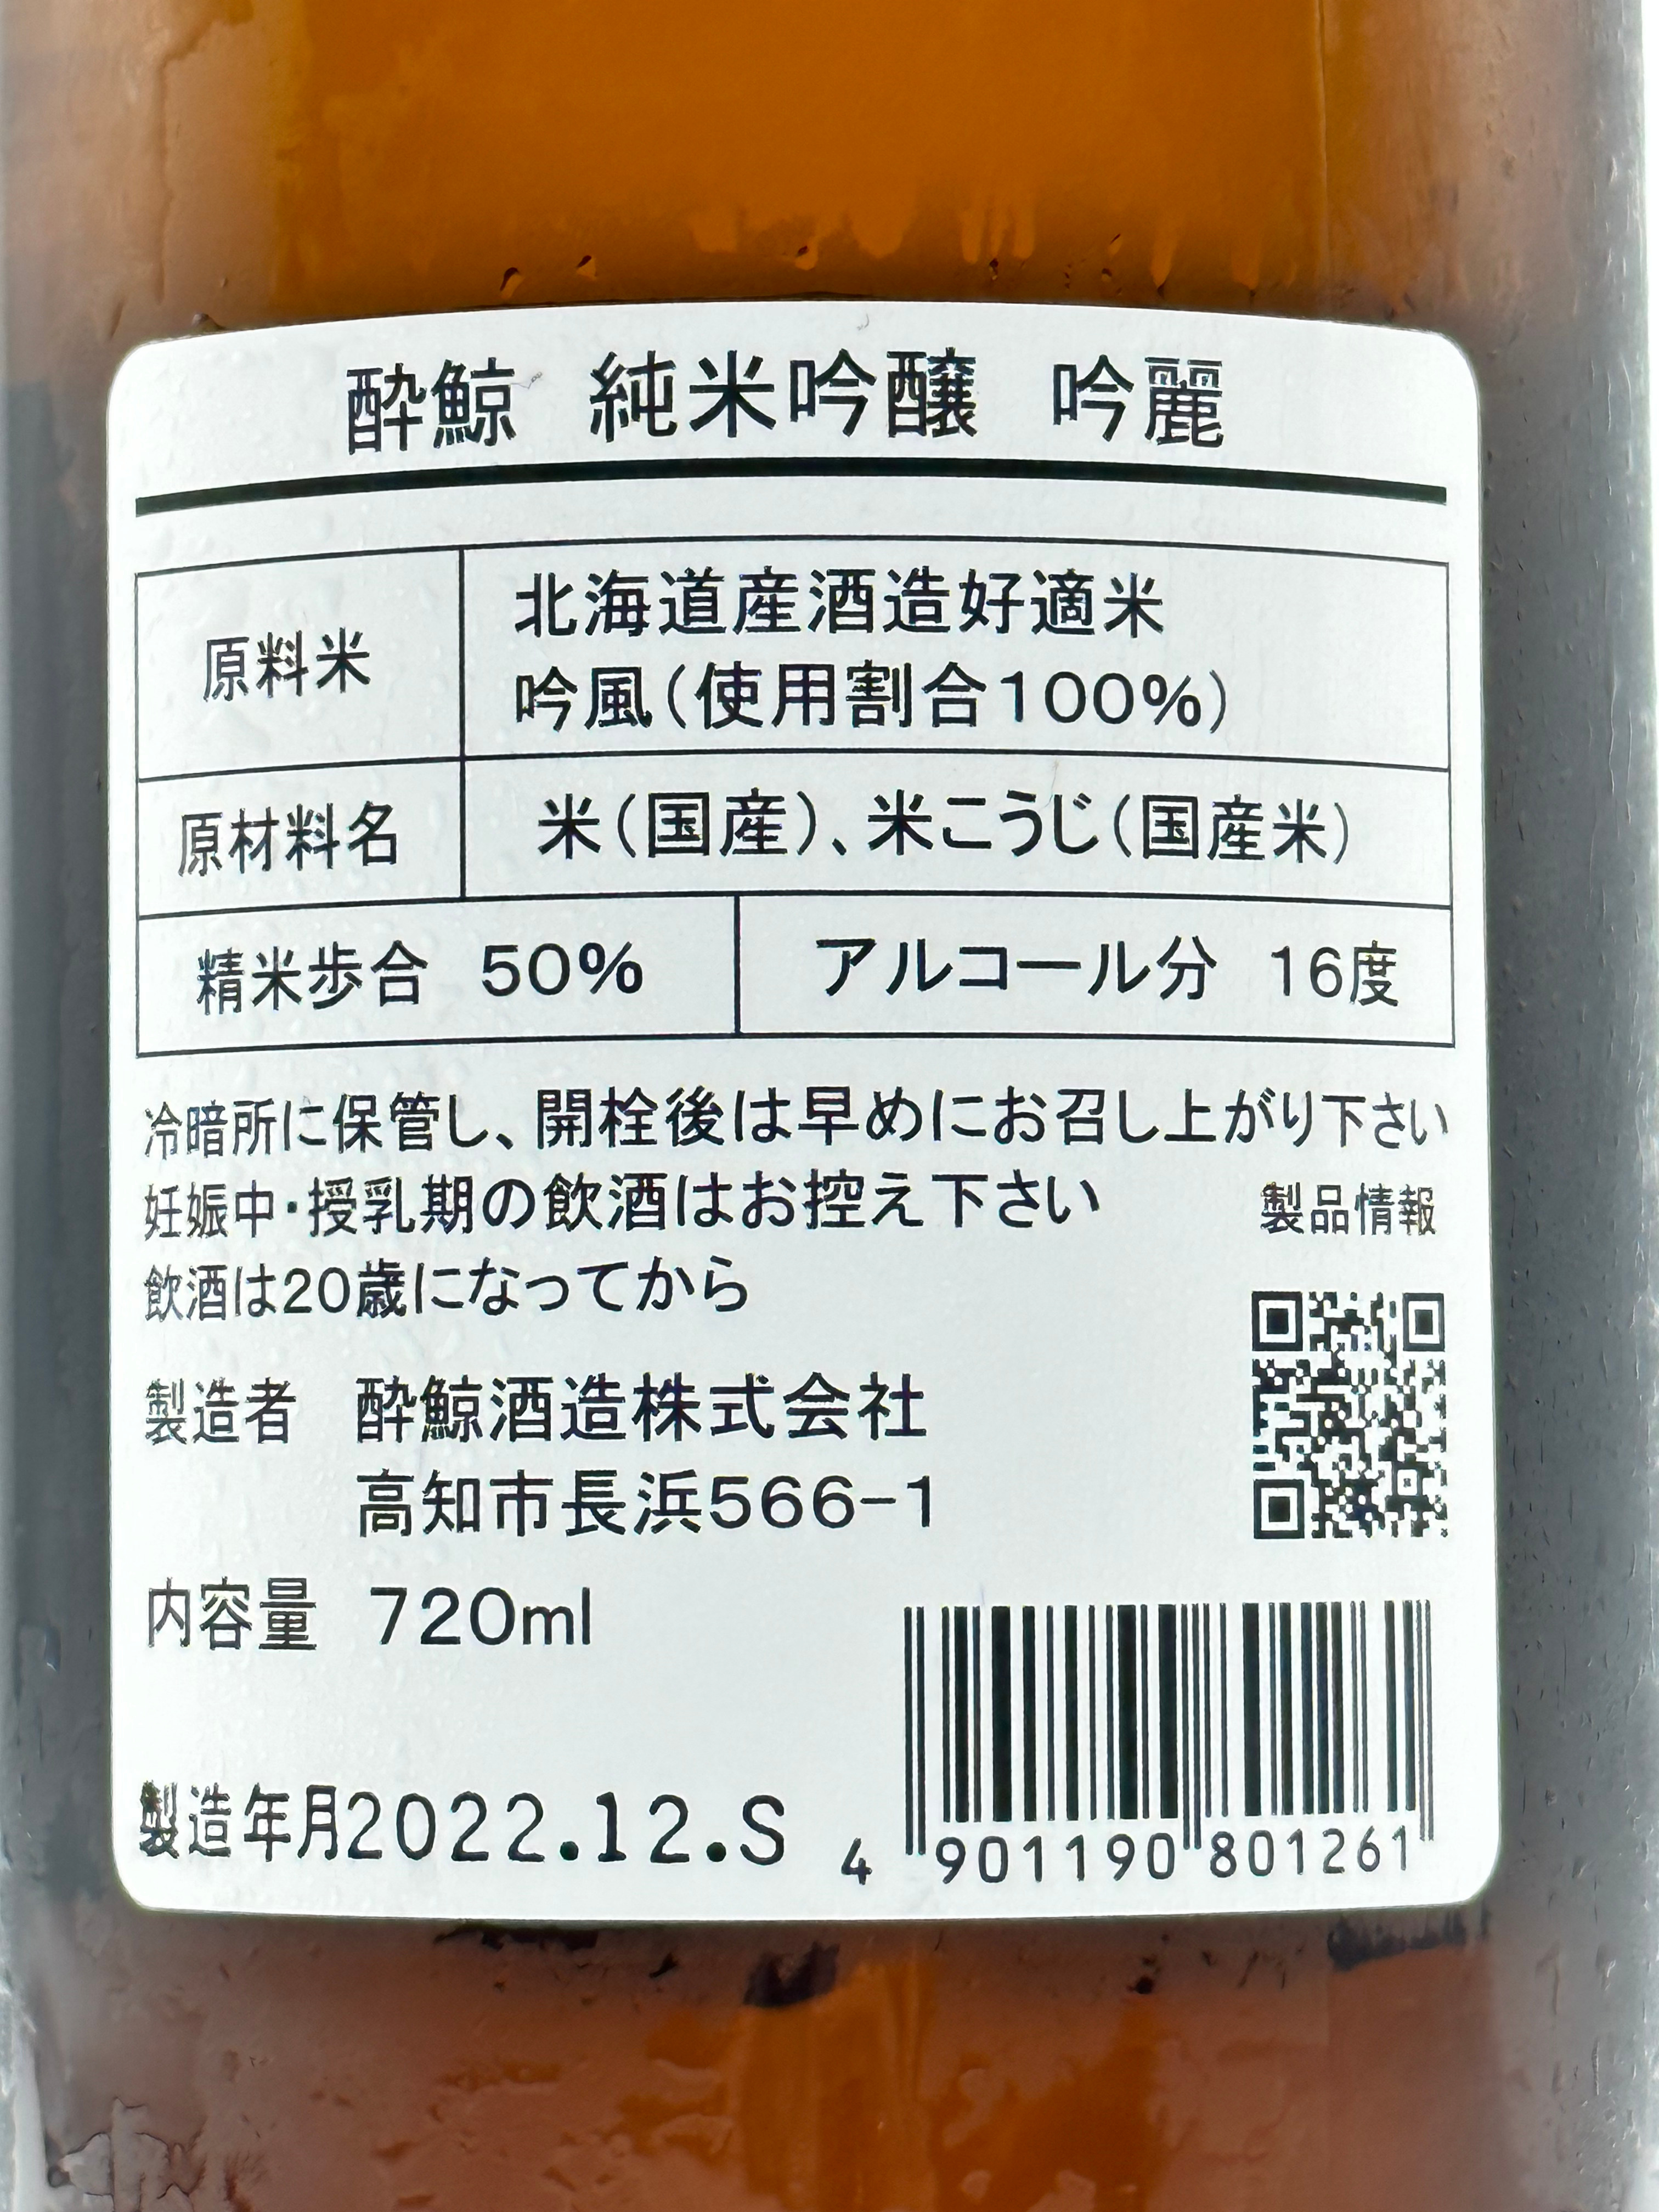 酔鯨 純米吟醸 吟麗
原料米
北海道産酒造好適米
吟風(使用割合100%)
原材料名 米(国産)、米こうじ(国産米)
精米歩合 50% アルコール分 16度
冷暗所に保管し、開栓後は早めにお召し上がり下さい
妊娠中・授乳期の飲酒はお控え下さい
製品情報
飲酒は20歳になってから
製造者 酔鯨酒造株式会社
高知市長浜566-1
内容量 720ml
製造年月2022.12.S
4 901190 801261